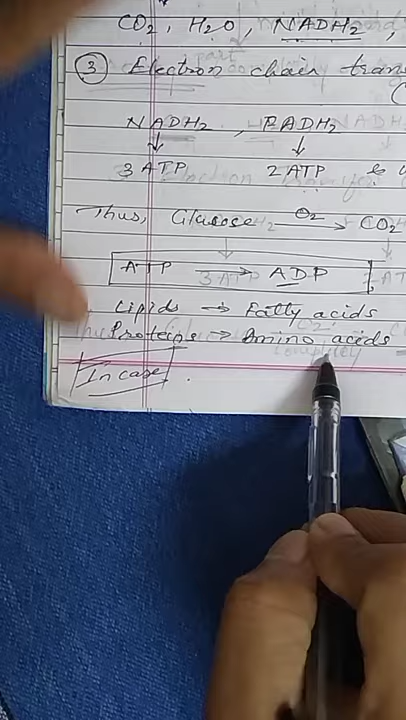 CO2, H2O, NADH2,
③ Electron chain trans
NADH2, FADH2
↓ ↓
3 ATP 2 ATP &
Thus, Glucose O2→ CO2
ATP → ADP
Lipids → Fatty acids
Proteins → Amino acids
In case